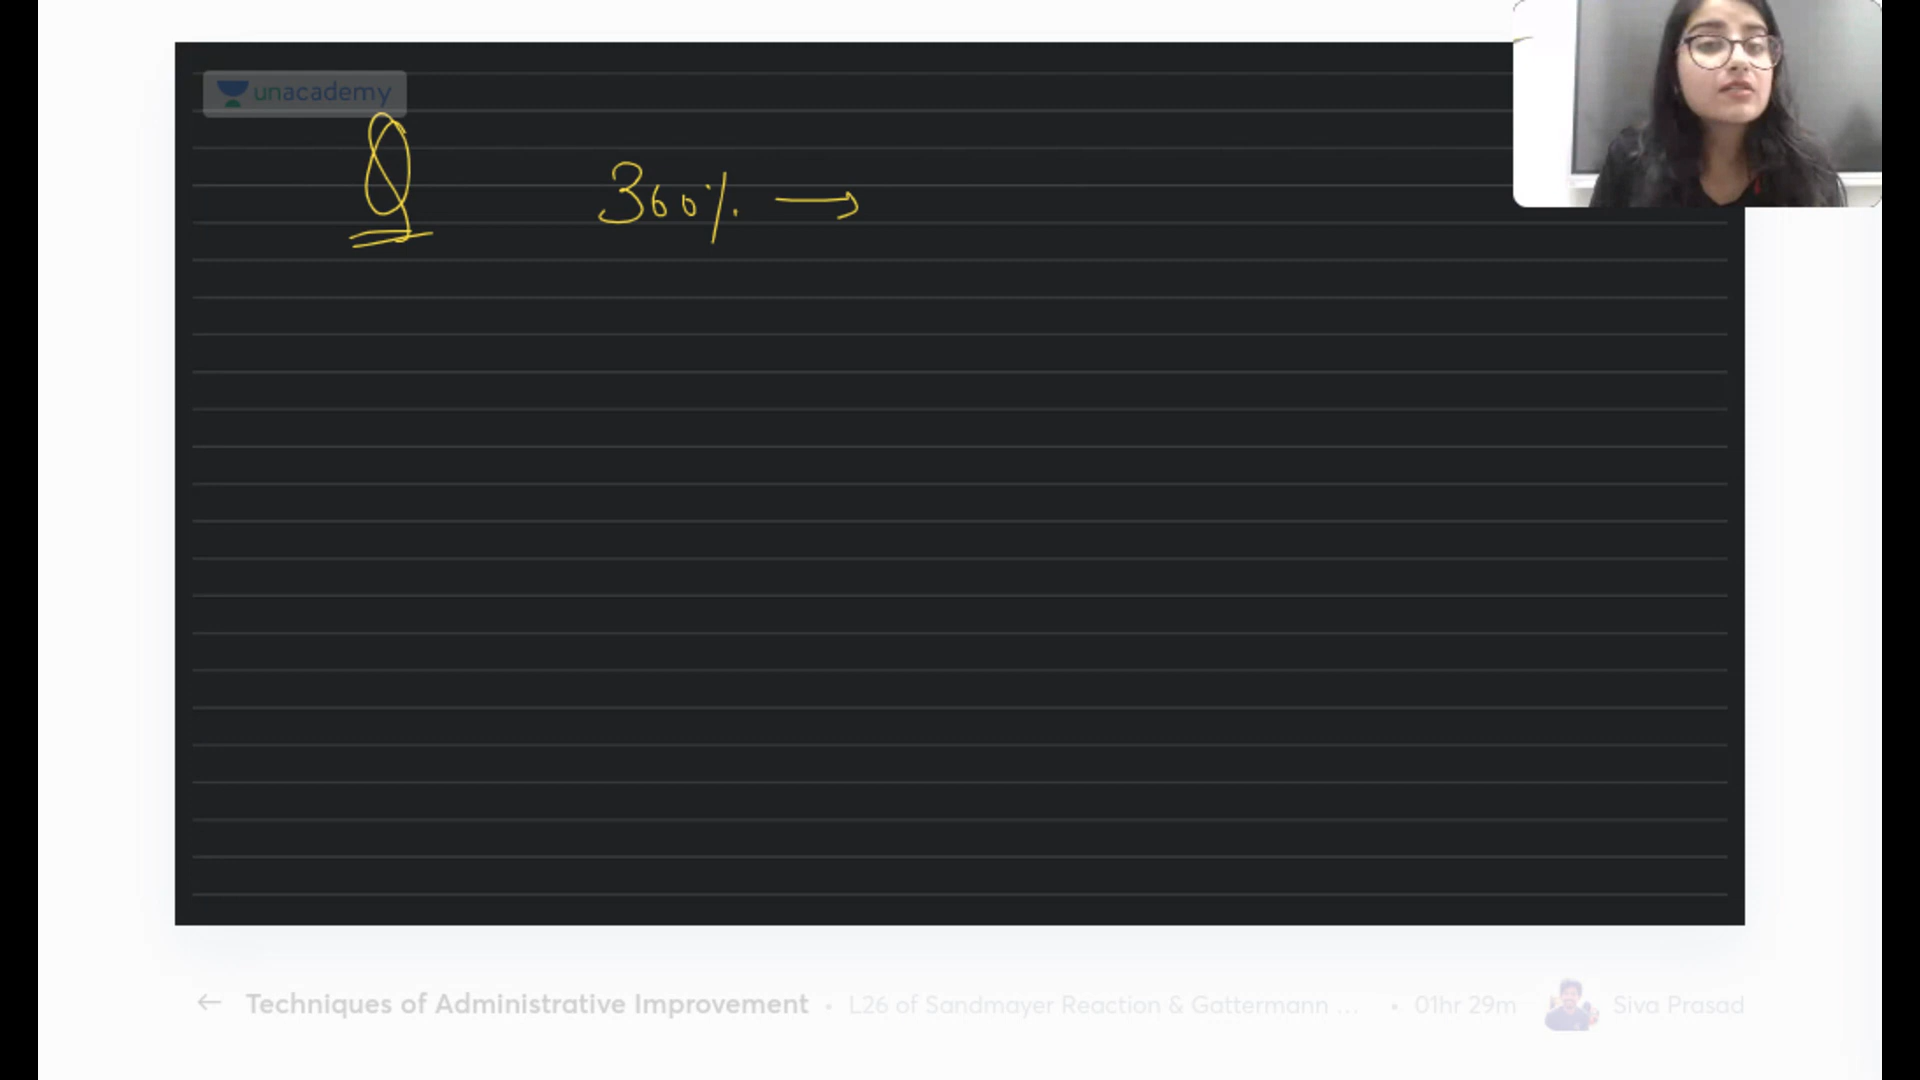 unacademy
Q 360% →
Techniques of Administrative Improvement • L26 of Sandmayer Reaction & Gattermann ... • 01hr 29m Siva Prasad